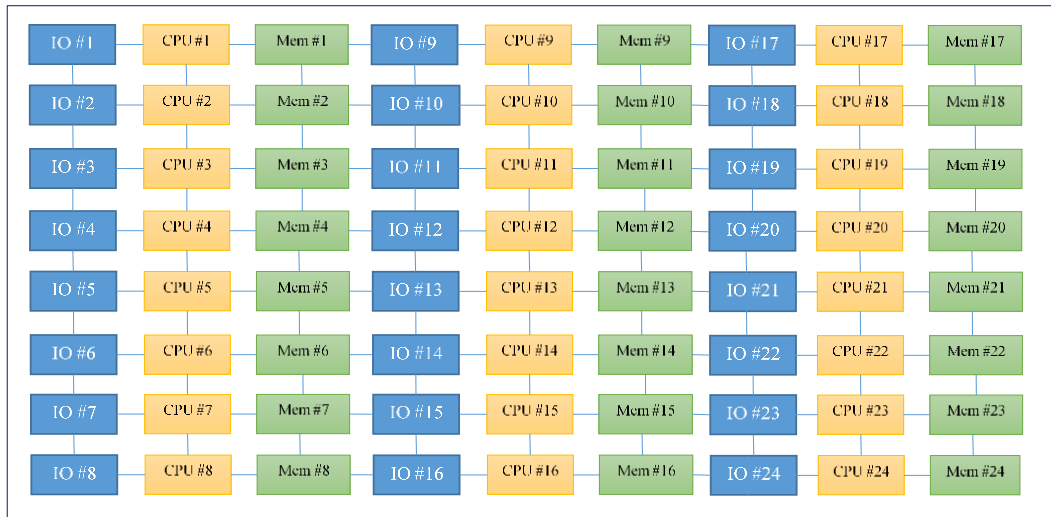 IO #1 CPU #1 Mem #1 IO #9 CPU #9 Mem #9 IO #17 CPU #17 Mem #17
IO #2 CPU #2 Mem #2 IO #10 CPU #10 Mem #10 IO #18 CPU #18 Mem #18
IO #3 CPU #3 Mem #3 IO #11 CPU #11 Mem #11 IO #19 CPU #19 Mem #19
IO #4 CPU #4 Mem #4 IO #12 CPU #12 Mem #12 IO #20 CPU #20 Mem #20
IO #5 CPU #5 Mem #5 IO #13 CPU #13 Mem #13 IO #21 CPU #21 Mem #21
IO #6 CPU #6 Mem #6 IO #14 CPU #14 Mem #14 IO #22 CPU #22 Mem #22
IO #7 CPU #7 Mem #7 IO #15 CPU #15 Mem #15 IO #23 CPU #23 Mem #23
IO #8 CPU #8 Mem #8 IO #16 CPU #16 Mem #16 IO #24 CPU #24 Mem #24